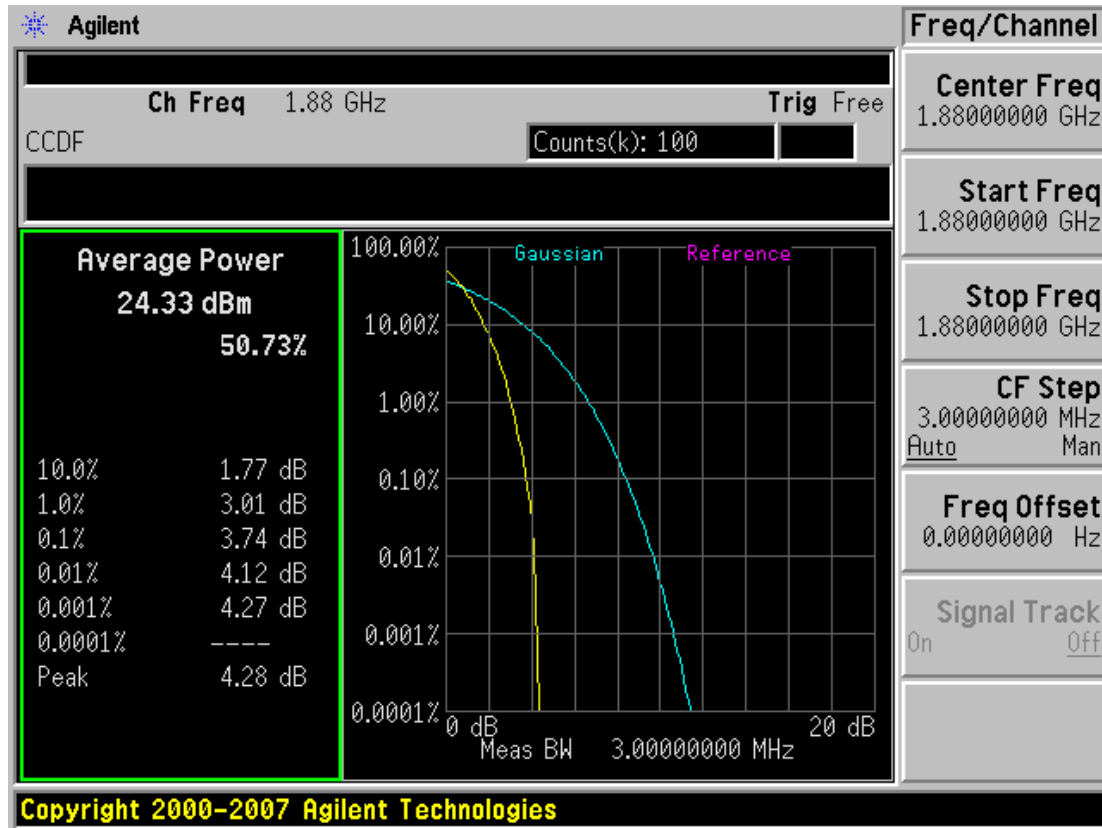 Agilent
Ch Freq 1.88 GHz Trig Free
CCDF Counts(k): 100
Average Power
24.33 dBm
50.73%
10.0% 1.77 dB
1.0% 3.01 dB
0.1% 3.74 dB
0.01% 4.12 dB
0.001% 4.27 dB
0.0001% ----
Peak 4.28 dB
100.00% Gaussian Reference
10.00%
1.00%
0.10%
0.01%
0.001%
0.0001%
0 dB 20 dB
Meas BW 3.00000000 MHz
Freq/Channel
Center Freq
1.88000000 GHz
Start Freq
1.88000000 GHz
Stop Freq
1.88000000 GHz
CF Step
3.00000000 MHz
Auto Man
Freq Offset
0.00000000 Hz
Signal Track
On Off
Copyright 2000-2007 Agilent Technologies